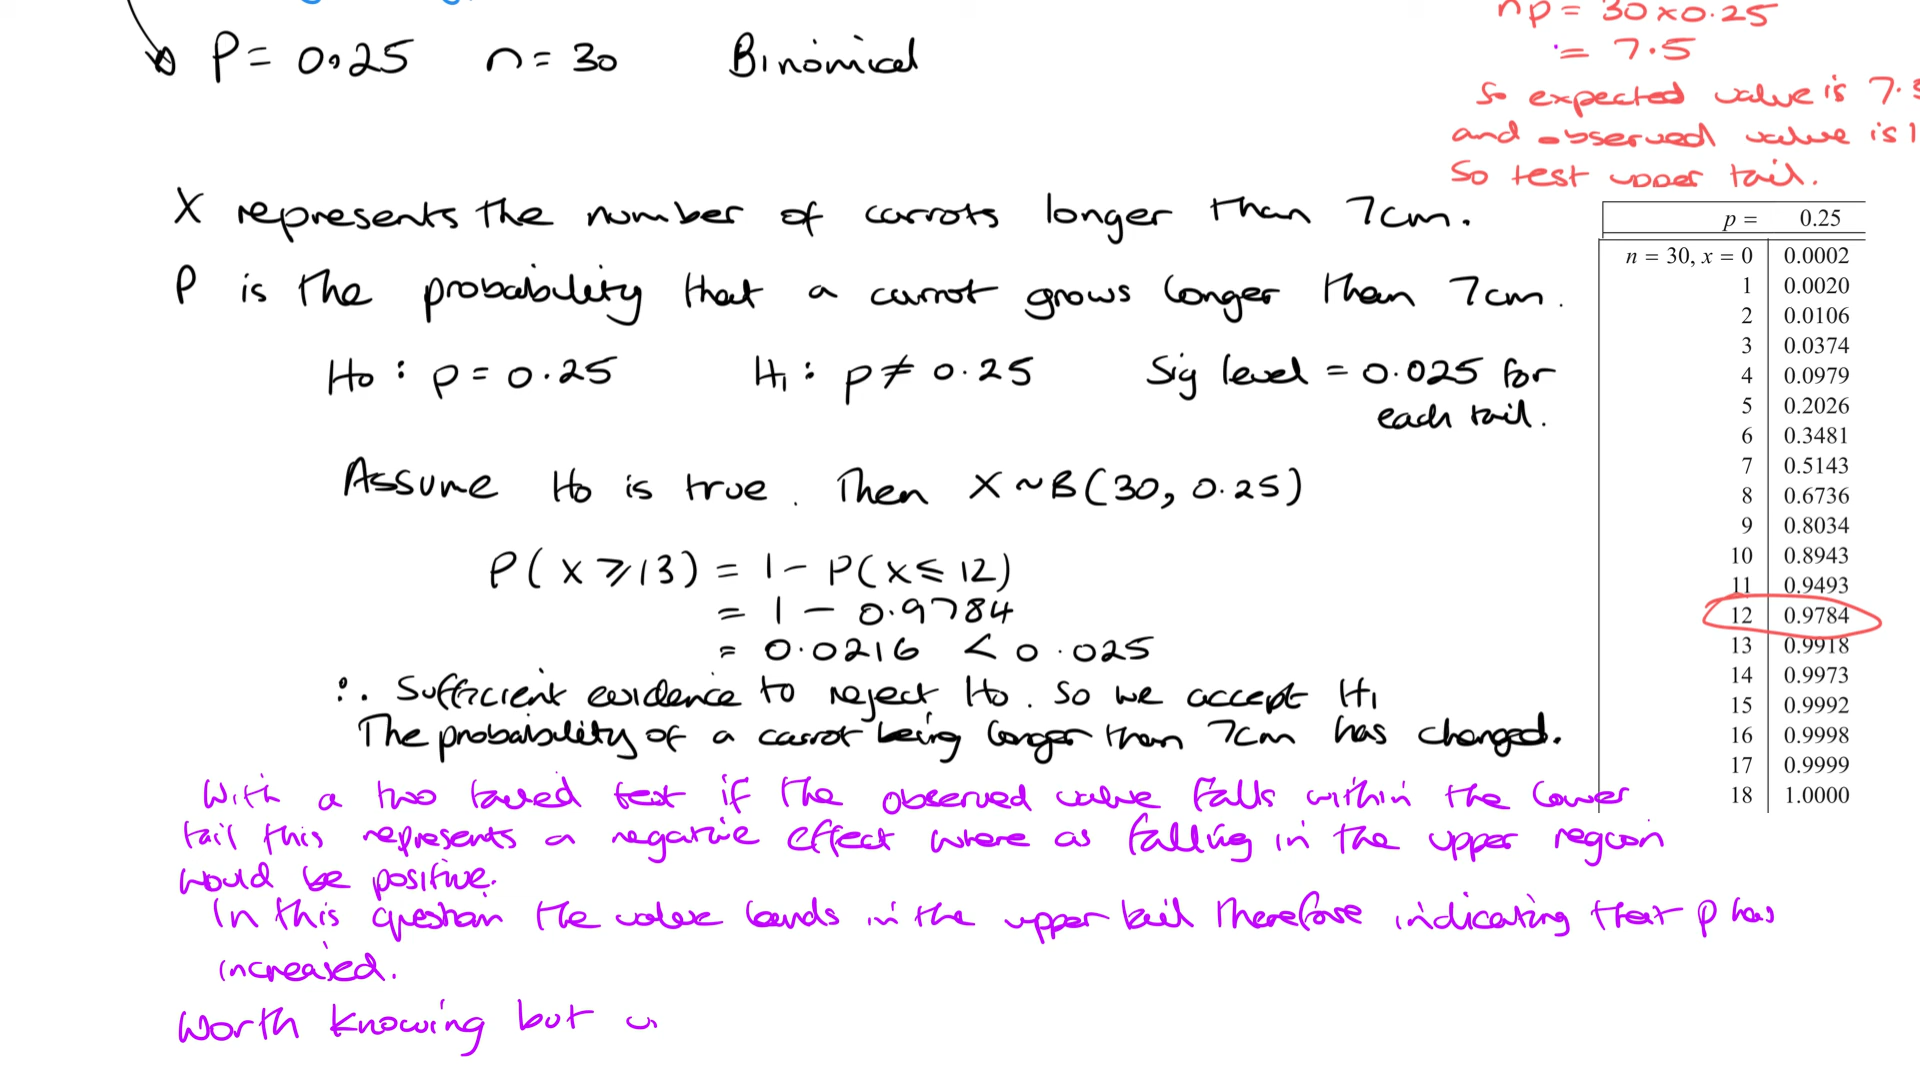 np = 30 × 0.25
= 7.5
So expected value is 7.
and observed value is 1
So test upper tail.
P = 0.25 n = 30 Binomial
X represents the number of carrots longer than 7cm.
P is the probability that a carrot grows longer than 7cm.
H₀ : p = 0.25 H₁ : p ≠ 0.25 Sig level = 0.025 for
each tail.
Assume H₀ is true. Then X ~ B(30, 0.25)
P(X ⩾ 13) = 1 - P(X ⩽ 12)
= 1 - 0.9784
= 0.0216 < 0.025
∴ Sufficient evidence to reject H₀. So we accept H₁
The probability of a carrot being longer than 7cm has changed.
With a two tailed test if the observed value falls within the lower
tail this represents a negative effect where as falling in the upper region
would be positive.
In this question the value lands in the upper tail therefore indicating that p has
increased.
Worth knowing but
p = 0.25
n = 30, x = 0 0.0002
1 0.0020
2 0.0106
3 0.0374
4 0.0979
5 0.2026
6 0.3481
7 0.5143
8 0.6736
9 0.8034
10 0.8943
11 0.9493
12 0.9784
13 0.9918
14 0.9973
15 0.9992
16 0.9998
17 0.9999
18 1.0000